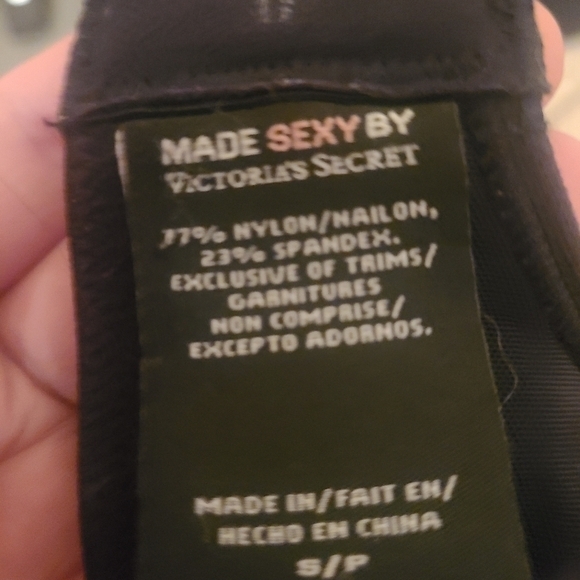 MADE SEXY BY
VICTORIA'S SECRET
77% NYLON/NAILON,
23% SPANDEX.
EXCLUSIVE OF TRIMS/
GARNITURES
NON COMPRISE/
EXCEPTO ADORNOS.
MADE IN/FAIT EN/
HECHO EN CHINA
S/P